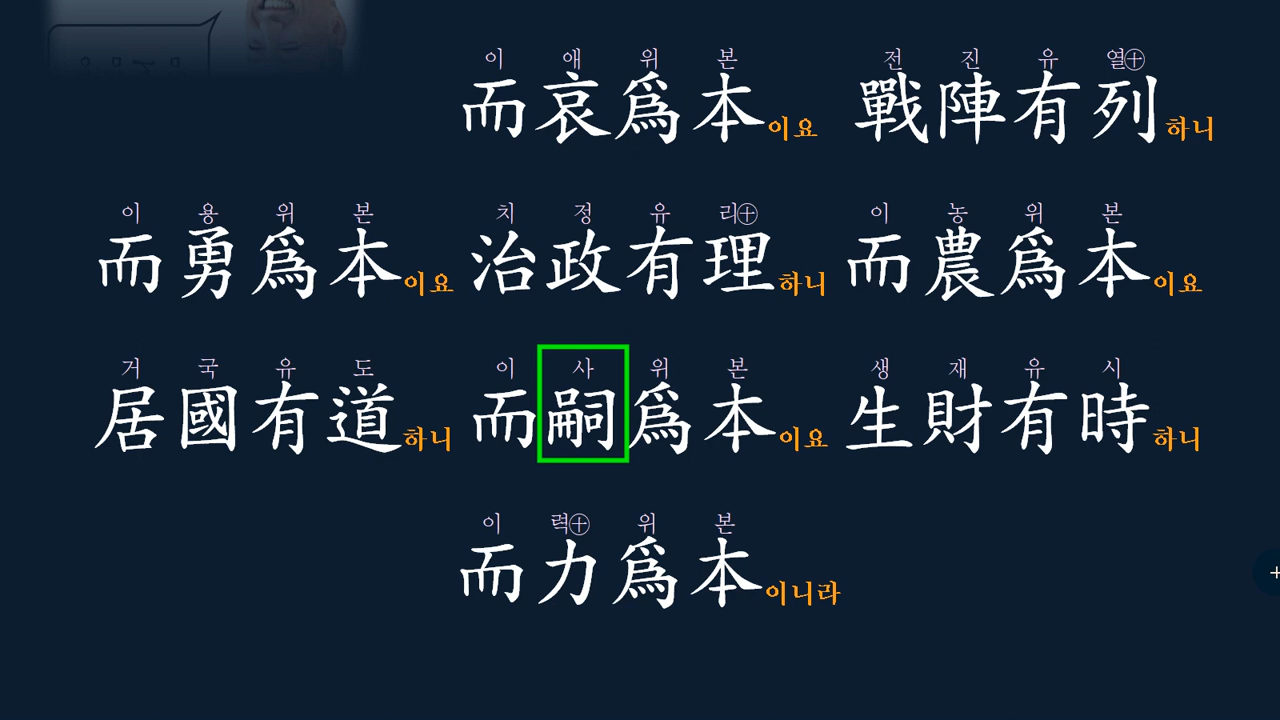 이 애 위 본 전 진 유 열㊉
而哀爲本이요 戰陣有列하니
이 용 위 본 치 정 유 리㊉ 이 농 위 본
而勇爲本이요 治政有理하니 而農爲本이요
거 국 유 도 이 사 위 본 생 재 유 시
居國有道하니 而嗣爲本이요 生財有時하니
이 력㊉ 위 본
而力爲本이니라